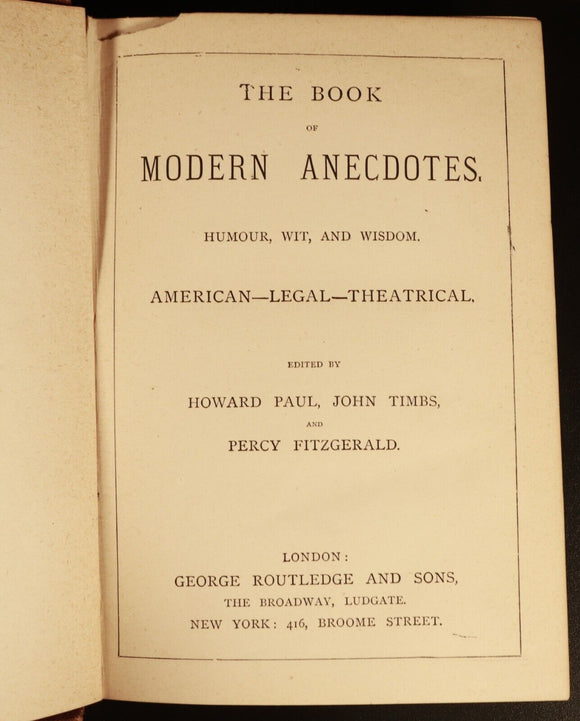 THE BOOK
OF
MODERN ANECDOTES.
HUMOUR, WIT, AND WISDOM.
AMERICAN—LEGAL—THEATRICAL.
EDITED BY
HOWARD PAUL, JOHN TIMBS,
AND
PERCY FITZGERALD.
LONDON:
GEORGE ROUTLEDGE AND SONS,
THE BROADWAY, LUDGATE.
NEW YORK: 416, BROOME STREET.